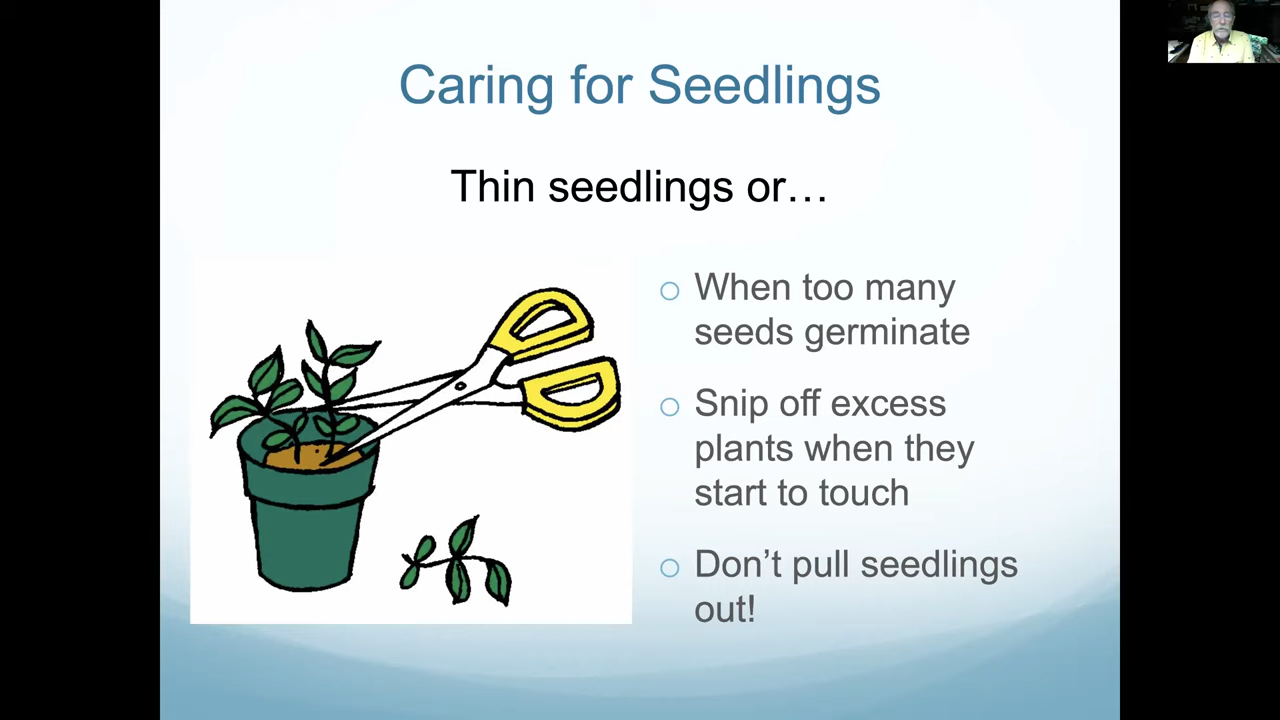 Caring for Seedlings
Thin seedlings or…
When too many
seeds germinate
Snip off excess
plants when they
start to touch
Don’t pull seedlings
out!